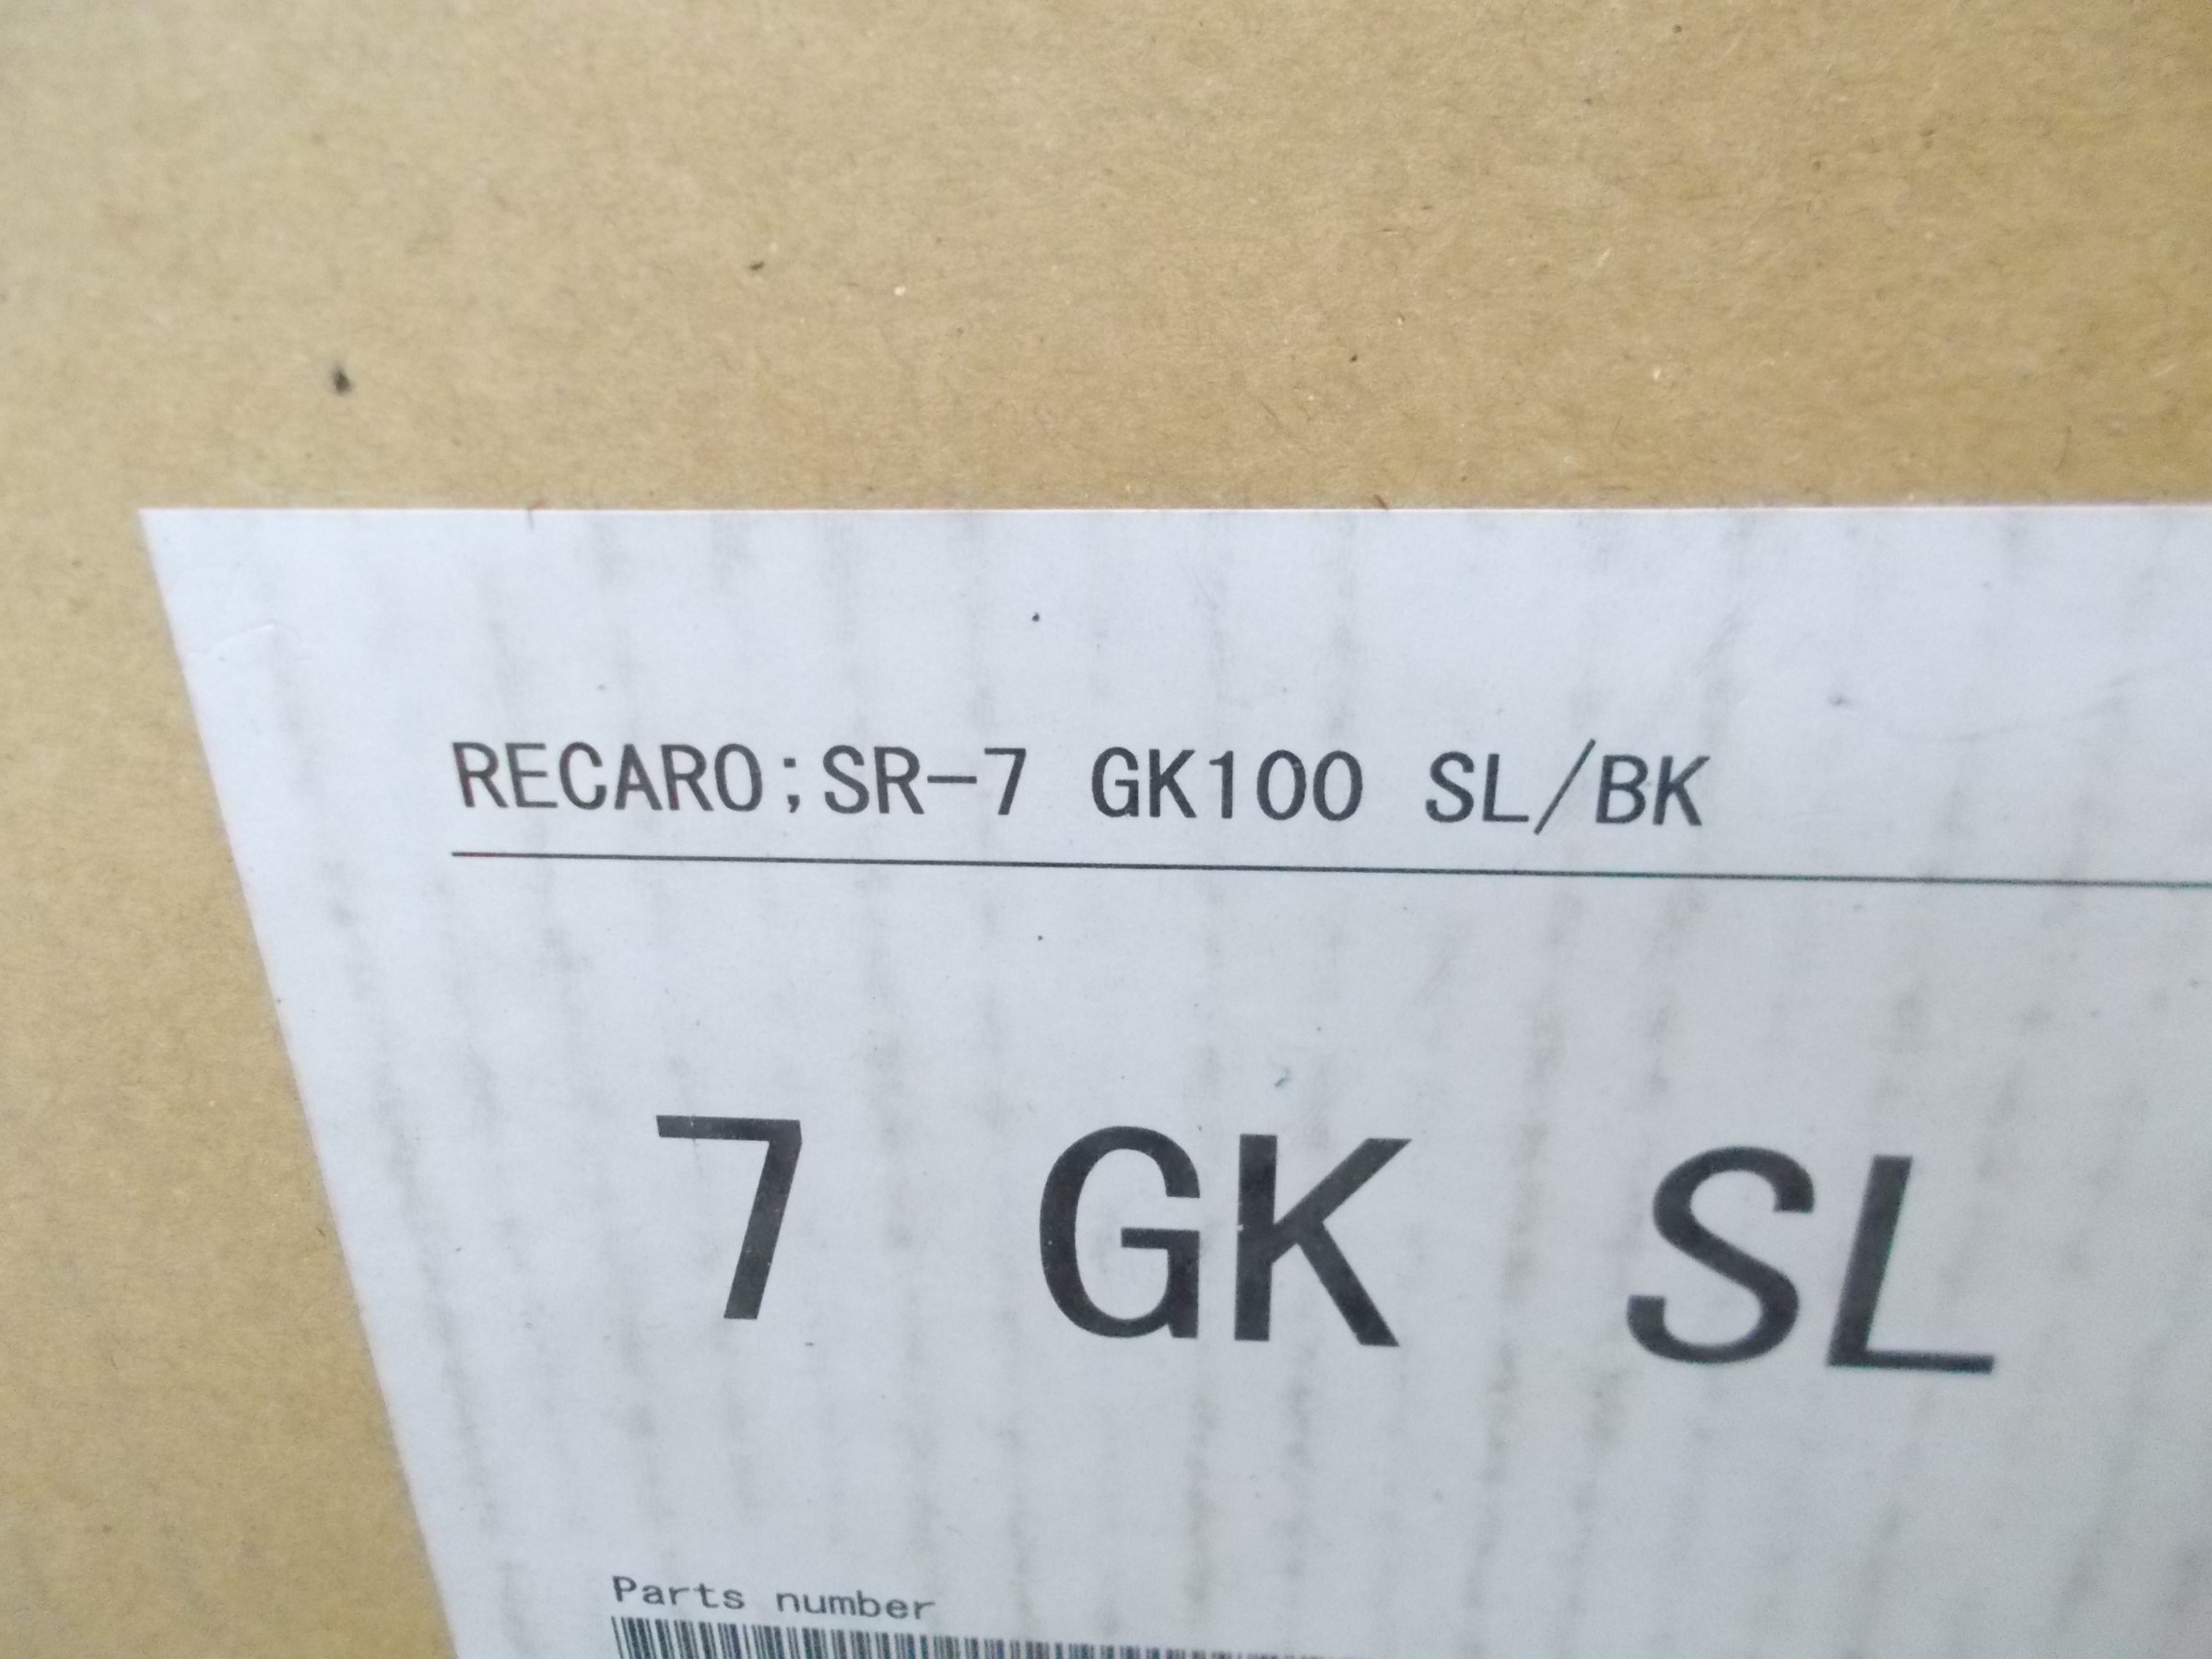 RECARO;SR-7 GK100 SL/BK
7 GK SL
Parts number